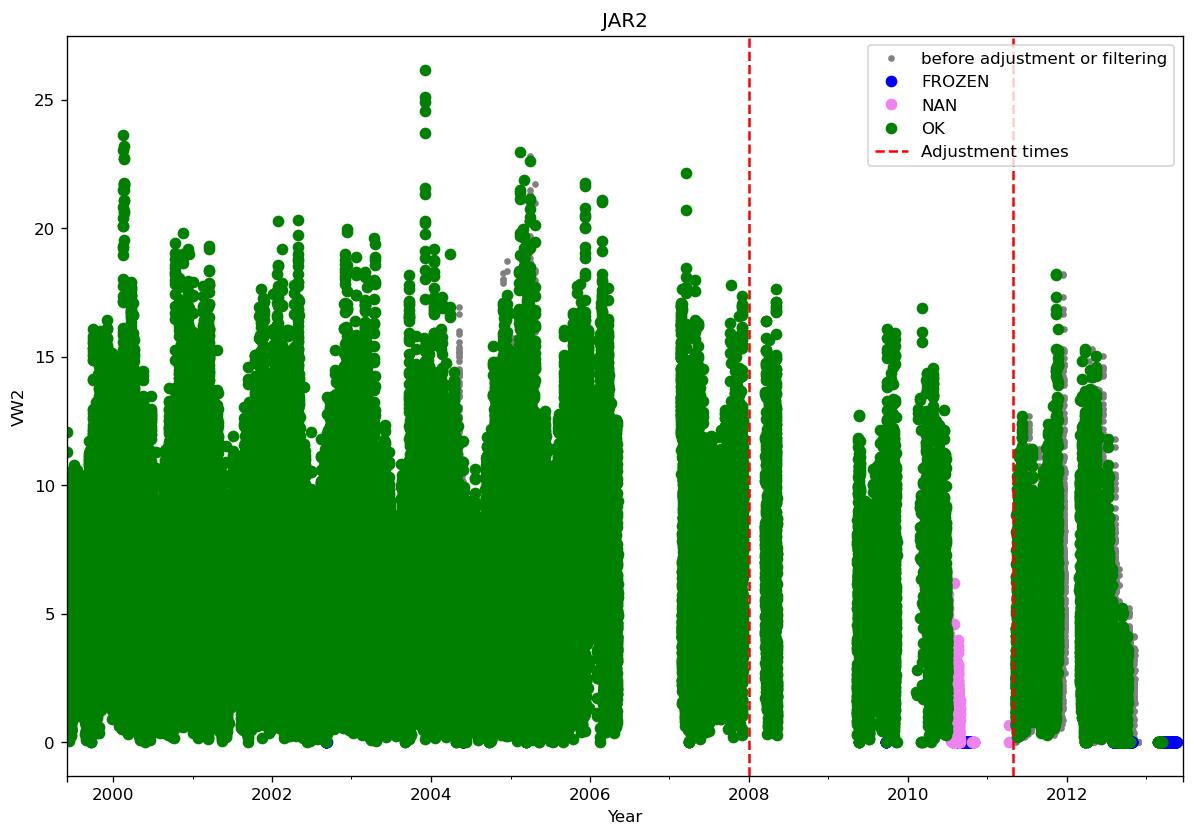 JAR2
before adjustment or filtering
FROZEN
NAN
OK
Adjustment times
VW2
25
20
15
10
5
0
2000 2002 2004 2006 2008 2010 2012
Year